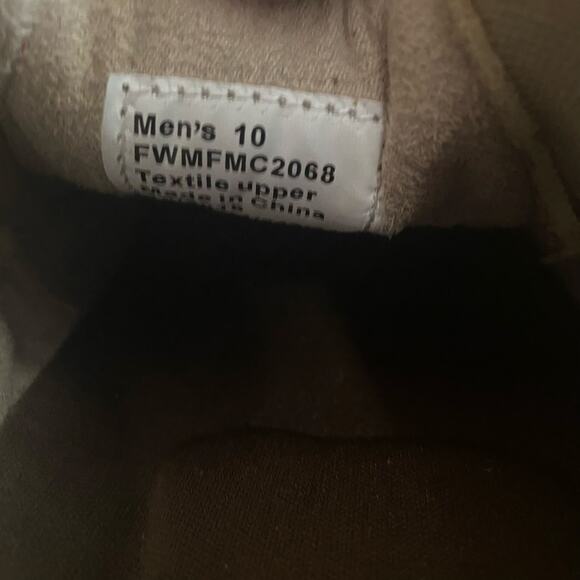 Men's 10
FWMFMC2068
Textile upper
Made in China